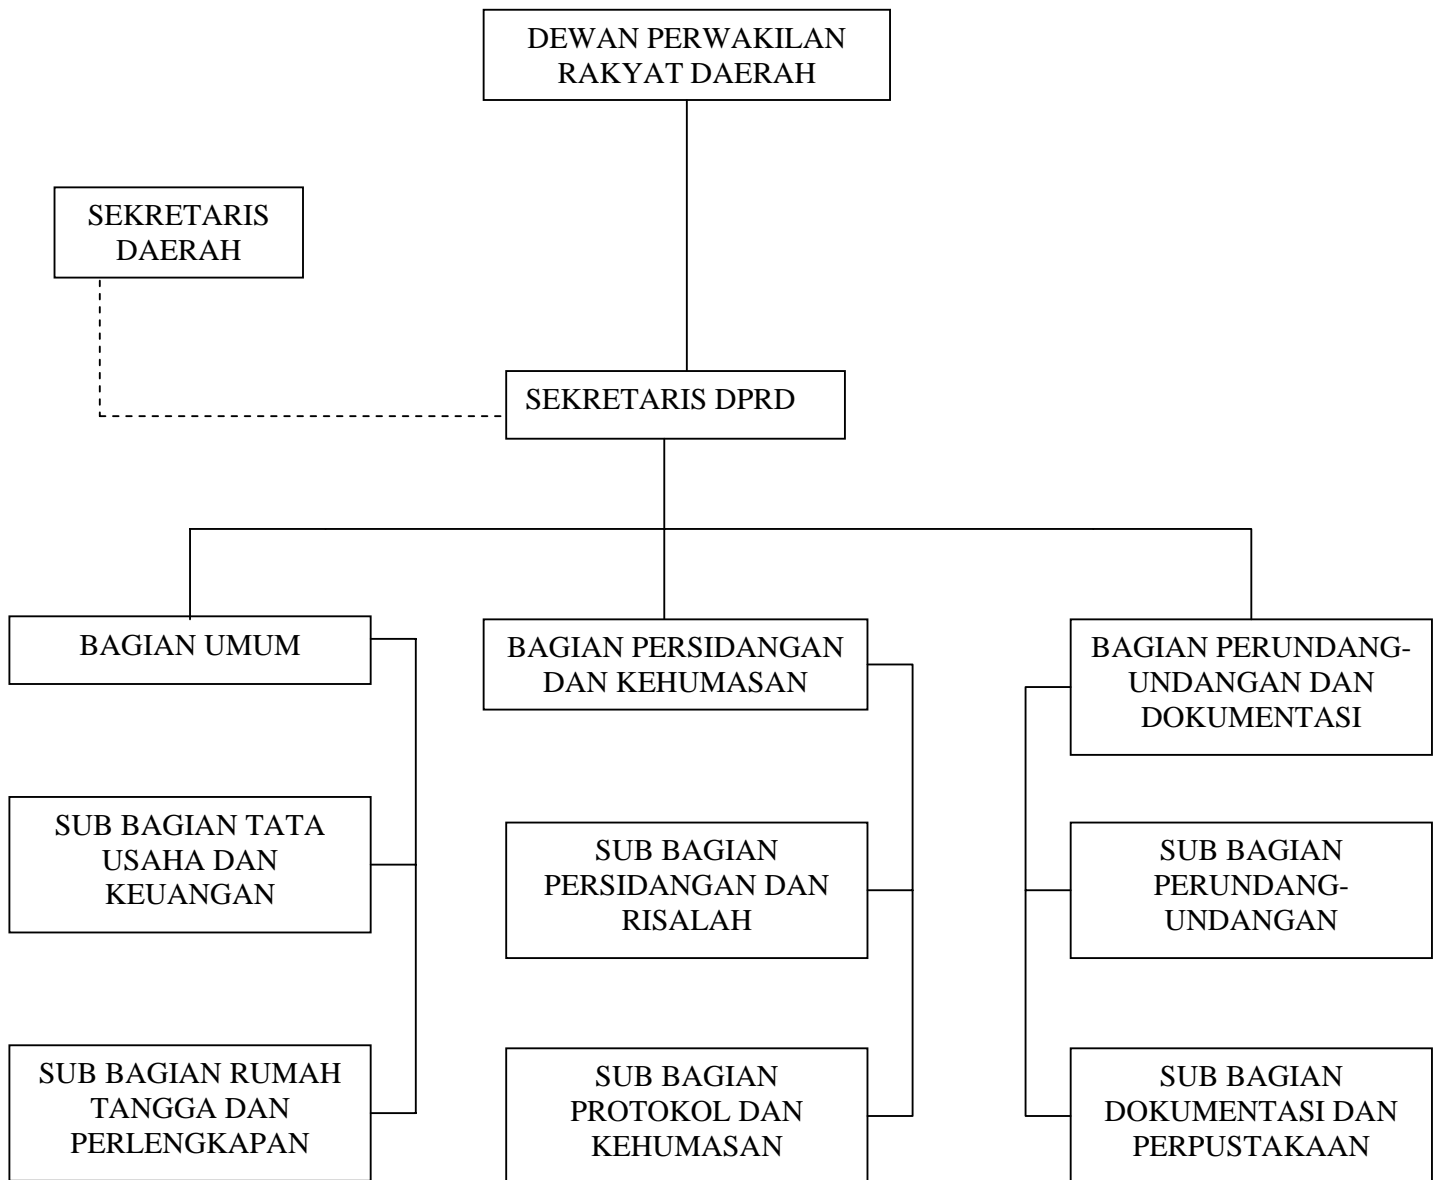 DEWAN PERWAKILAN
RAKYAT DAERAH
SEKRETARIS
DAERAH
SEKRETARIS DPRD
BAGIAN UMUM
BAGIAN PERSIDANGAN
DAN KEHUMASAN
BAGIAN PERUNDANG-
UNDANGAN DAN
DOKUMENTASI
SUB BAGIAN TATA
USAHA DAN
KEUANGAN
SUB BAGIAN
PERSIDANGAN DAN
RISALAH
SUB BAGIAN
PERUNDANG-
UNDANGAN
SUB BAGIAN RUMAH
TANGGA DAN
PERLENGKAPAN
SUB BAGIAN
PROTOKOL DAN
KEHUMASAN
SUB BAGIAN
DOKUMENTASI DAN
PERPUSTAKAAN